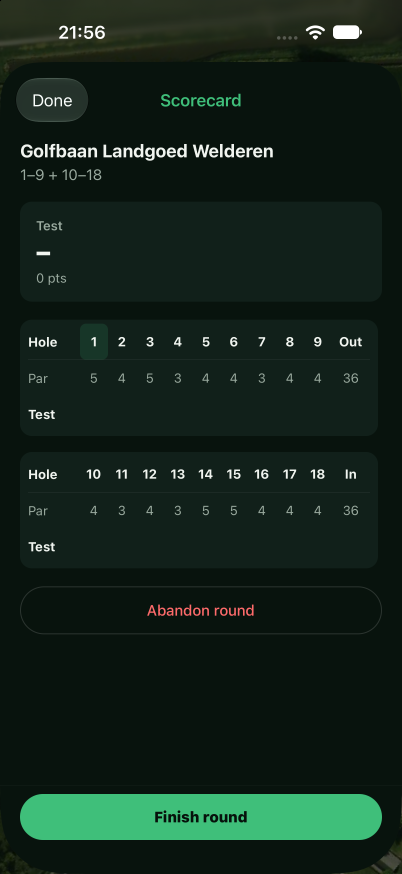 21:56
Done
Scorecard
Golfbaan Landgoed Welderen
1–9 + 10–18
Test
–
0 pts
Hole 1 2 3 4 5 6 7 8 9 Out
Par 5 4 5 3 4 4 3 4 4 36
Test
Hole 10 11 12 13 14 15 16 17 18 In
Par 4 3 4 3 5 5 4 4 4 36
Test
Abandon round
Finish round